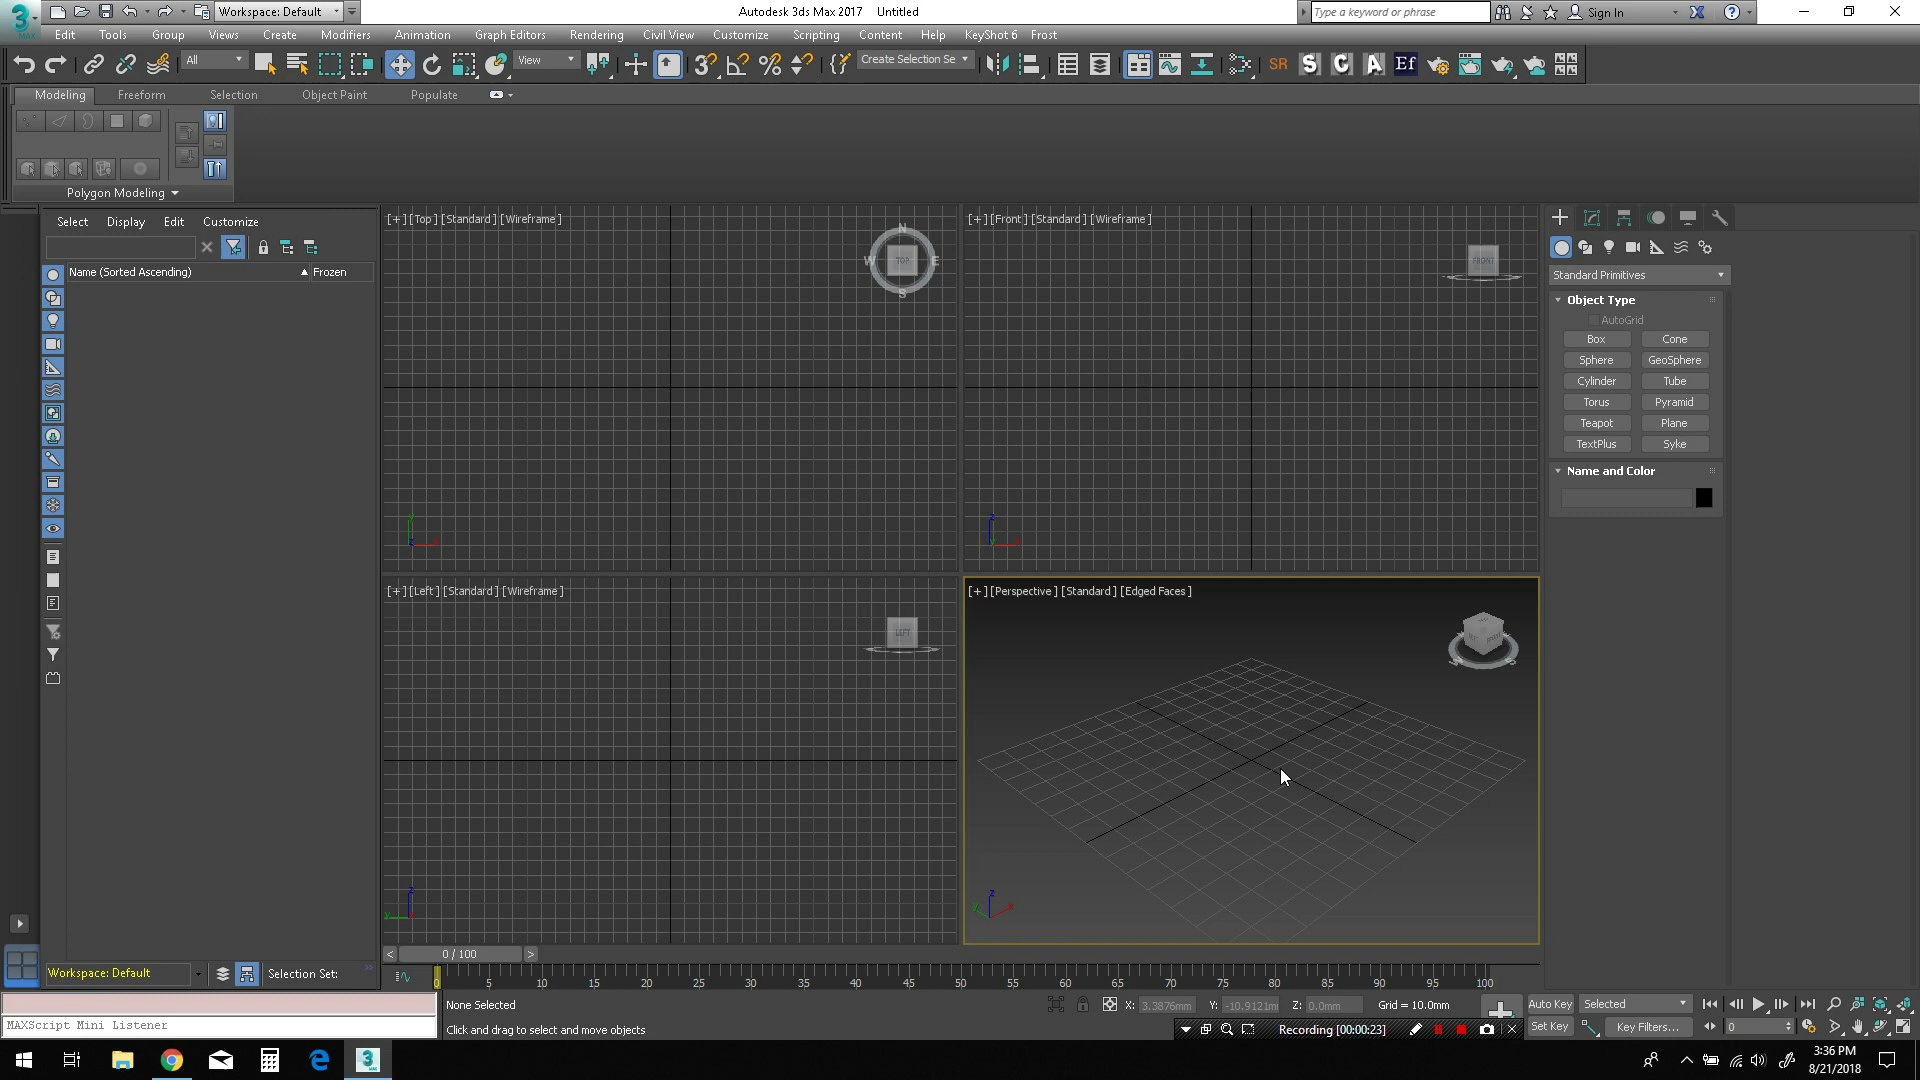 Workspace: Default
Autodesk 3ds Max 2017 Untitled
Type a keyword or phrase
Sign In
Edit Tools Group Views Create Modifiers Animation Graph Editors Rendering Civil View Customize Scripting Content Help KeyShot 6 Frost
All
View
Create Selection Se
SR S C A Ef
Modeling Freeform Selection Object Paint Populate
Polygon Modeling
Select Display Edit Customize
Name (Sorted Ascending) Frozen
[+] [Top ] [Standard ] [Wireframe ]
N
W TOP E
S
[+] [Front ] [Standard ] [Wireframe ]
FRONT
Standard Primitives
Object Type
AutoGrid
Box Cone
Sphere GeoSphere
Cylinder Tube
Torus Pyramid
Teapot Plane
TextPlus Syke
Name and Color
[+] [Left ] [Standard ] [Wireframe ]
LEFT
[+] [Perspective ] [Standard ] [Edged Faces ]
< 0 / 100 >
Workspace: Default
Selection Set:
0 5 10 15 20 25 30 35 40 45 50 55 60 65 70 75 80 85 90 95 100
None Selected
X: 3.3876mm Y: -10.9121m Z: 0.0mm Grid = 10.0mm
Auto Key Selected
MAXScript Mini Listener
Click and drag to select and move objects
Recording [00:00:23]
Set Key Key Filters...
0
3:36 PM
8/21/2018